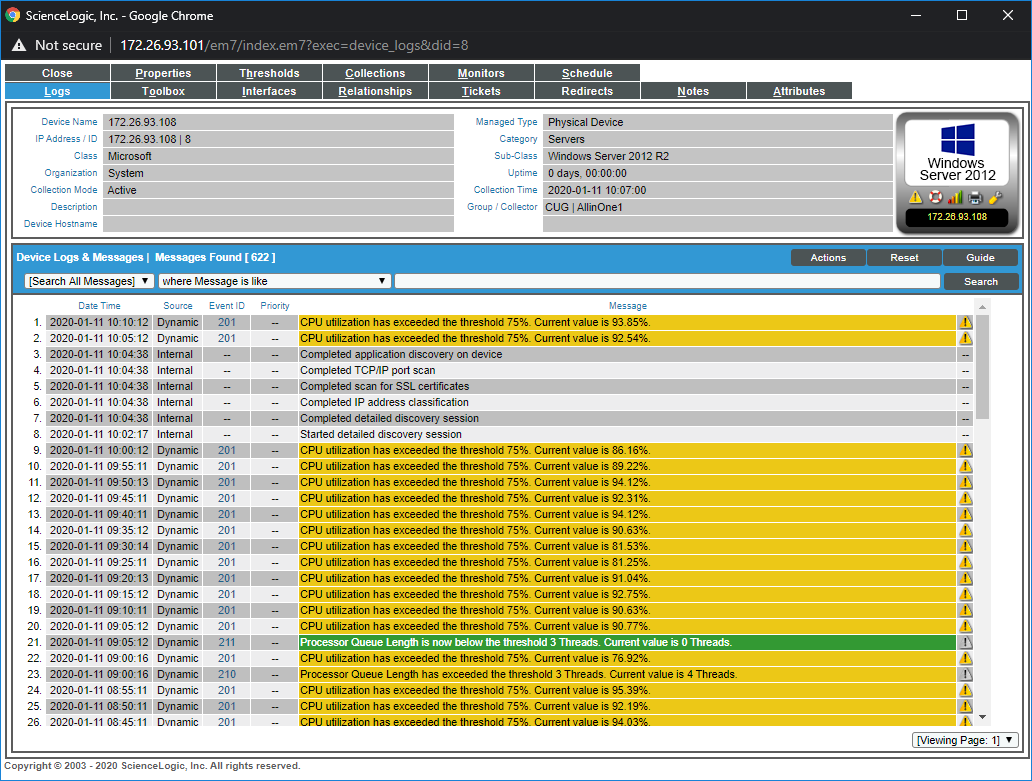 ScienceLogic, Inc. - Google Chrome
Not secure | 172.26.93.101/em7/index.em7?exec=device_logs&did=8
Close Properties Thresholds Collections Monitors Schedule
Logs Toolbox Interfaces Relationships Tickets Redirects Notes Attributes
Device Name 172.26.93.108 Managed Type Physical Device
IP Address / ID 172.26.93.108 | 8 Category Servers
Class Microsoft Sub-Class Windows Server 2012 R2
Organization System Uptime 0 days, 00:00:00
Collection Mode Active Collection Time 2020-01-11 10:07:00
Description Group / Collector CUG | AllinOne1
Device Hostname
Windows
Server 2012
172.26.93.108
Device Logs & Messages | Messages Found [ 622 ] Actions Reset Guide
[Search All Messages] where Message is like Search
Date Time Source Event ID Priority Message
1. 2020-01-11 10:10:12 Dynamic 201 -- CPU utilization has exceeded the threshold 75%. Current value is 93.85%.
2. 2020-01-11 10:05:12 Dynamic 201 -- CPU utilization has exceeded the threshold 75%. Current value is 92.54%.
3. 2020-01-11 10:04:38 Internal -- -- Completed application discovery on device --
4. 2020-01-11 10:04:38 Internal -- -- Completed TCP/IP port scan --
5. 2020-01-11 10:04:38 Internal -- -- Completed scan for SSL certificates --
6. 2020-01-11 10:04:38 Internal -- -- Completed IP address classification --
7. 2020-01-11 10:04:38 Internal -- -- Completed detailed discovery session --
8. 2020-01-11 10:02:17 Internal -- -- Started detailed discovery session --
9. 2020-01-11 10:00:12 Dynamic 201 -- CPU utilization has exceeded the threshold 75%. Current value is 86.16%.
10. 2020-01-11 09:55:11 Dynamic 201 -- CPU utilization has exceeded the threshold 75%. Current value is 89.22%.
11. 2020-01-11 09:50:13 Dynamic 201 -- CPU utilization has exceeded the threshold 75%. Current value is 94.12%.
12. 2020-01-11 09:45:11 Dynamic 201 -- CPU utilization has exceeded the threshold 75%. Current value is 92.31%.
13. 2020-01-11 09:40:11 Dynamic 201 -- CPU utilization has exceeded the threshold 75%. Current value is 94.12%.
14. 2020-01-11 09:35:12 Dynamic 201 -- CPU utilization has exceeded the threshold 75%. Current value is 90.63%.
15. 2020-01-11 09:30:14 Dynamic 201 -- CPU utilization has exceeded the threshold 75%. Current value is 81.53%.
16. 2020-01-11 09:25:11 Dynamic 201 -- CPU utilization has exceeded the threshold 75%. Current value is 81.25%.
17. 2020-01-11 09:20:13 Dynamic 201 -- CPU utilization has exceeded the threshold 75%. Current value is 91.04%.
18. 2020-01-11 09:15:12 Dynamic 201 -- CPU utilization has exceeded the threshold 75%. Current value is 92.75%.
19. 2020-01-11 09:10:11 Dynamic 201 -- CPU utilization has exceeded the threshold 75%. Current value is 90.63%.
20. 2020-01-11 09:05:12 Dynamic 201 -- CPU utilization has exceeded the threshold 75%. Current value is 90.77%.
21. 2020-01-11 09:05:12 Dynamic 211 -- Processor Queue Length is now below the threshold 3 Threads. Current value is 0 Threads.
22. 2020-01-11 09:00:16 Dynamic 201 -- CPU utilization has exceeded the threshold 75%. Current value is 76.92%.
23. 2020-01-11 09:00:16 Dynamic 210 -- Processor Queue Length has exceeded the threshold 3 Threads. Current value is 4 Threads.
24. 2020-01-11 08:55:11 Dynamic 201 -- CPU utilization has exceeded the threshold 75%. Current value is 95.39%.
25. 2020-01-11 08:50:11 Dynamic 201 -- CPU utilization has exceeded the threshold 75%. Current value is 92.19%.
26. 2020-01-11 08:45:11 Dynamic 201 -- CPU utilization has exceeded the threshold 75%. Current value is 94.03%.
[Viewing Page: 1]
Copyright © 2003 - 2020 ScienceLogic, Inc. All rights reserved.